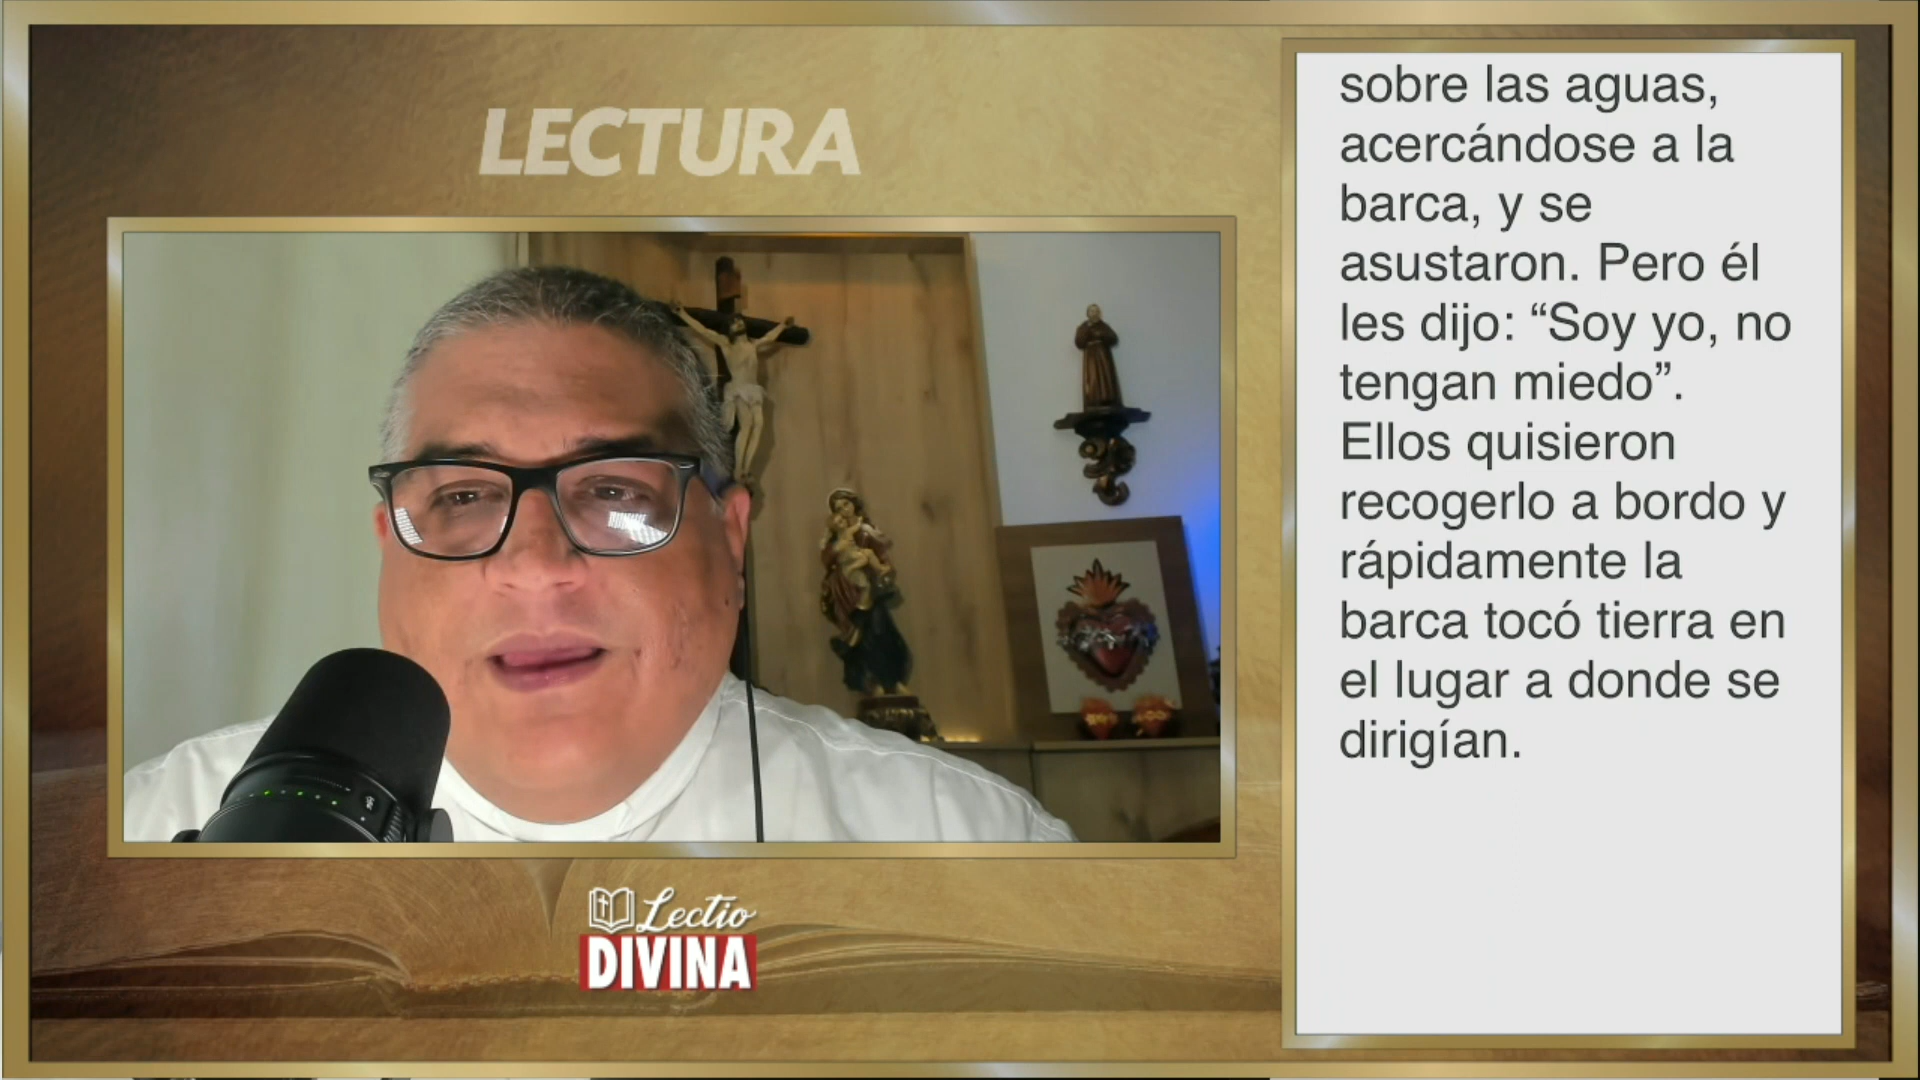 LECTURA
sobre las aguas,
acercándose a la
barca, y se
asustaron. Pero él
les dijo: “Soy yo, no
tengan miedo”.
Ellos quisieron
recogerlo a bordo y
rápidamente la
barca tocó tierra en
el lugar a donde se
dirigían.
Lectio
DIVINA